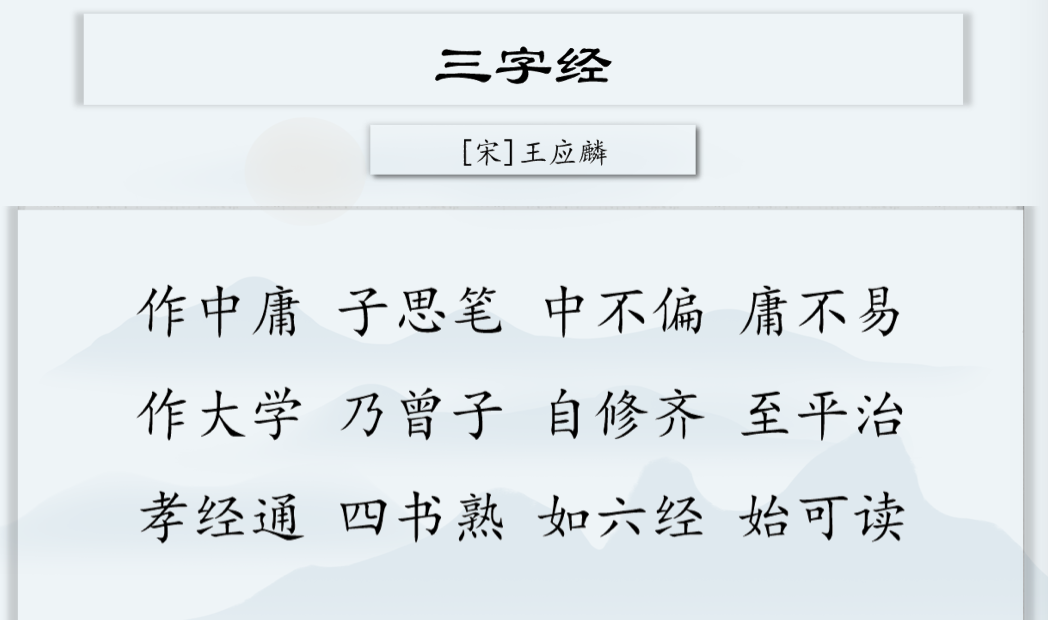 三字经
[宋]王应麟
作中庸 子思笔 中不偏 庸不易
作大学 乃曾子 自修齐 至平治
孝经通 四书熟 如六经 始可读